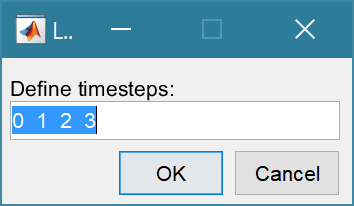 L..
Define timesteps:
0 1 2 3
OK Cancel